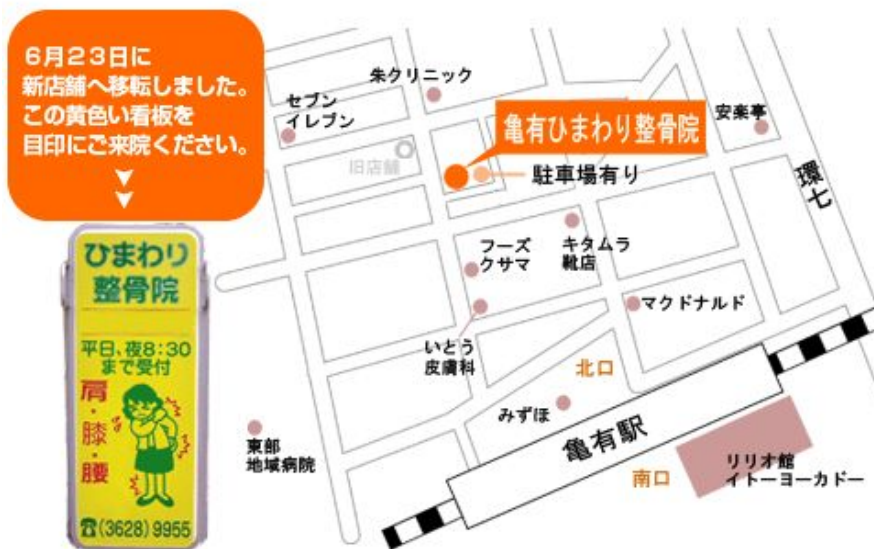 6月23日に
新店舗へ移転しました。
この黄色い看板を
目印にご来院ください。
ひまわり
整骨院
平日、夜8:30
まで受付
肩・膝・腰
☎(3628)9955
朱クリニック
セブン
イレブン
旧店舗
亀有ひまわり整骨院
駐車場有り
安楽亭
環七
フーズ
クサマ
キタムラ
靴店
マクドナルド
いとう
皮膚科
北口
みずほ
亀有駅
東部
地域病院
南口
リリオ館
イトーヨーカドー